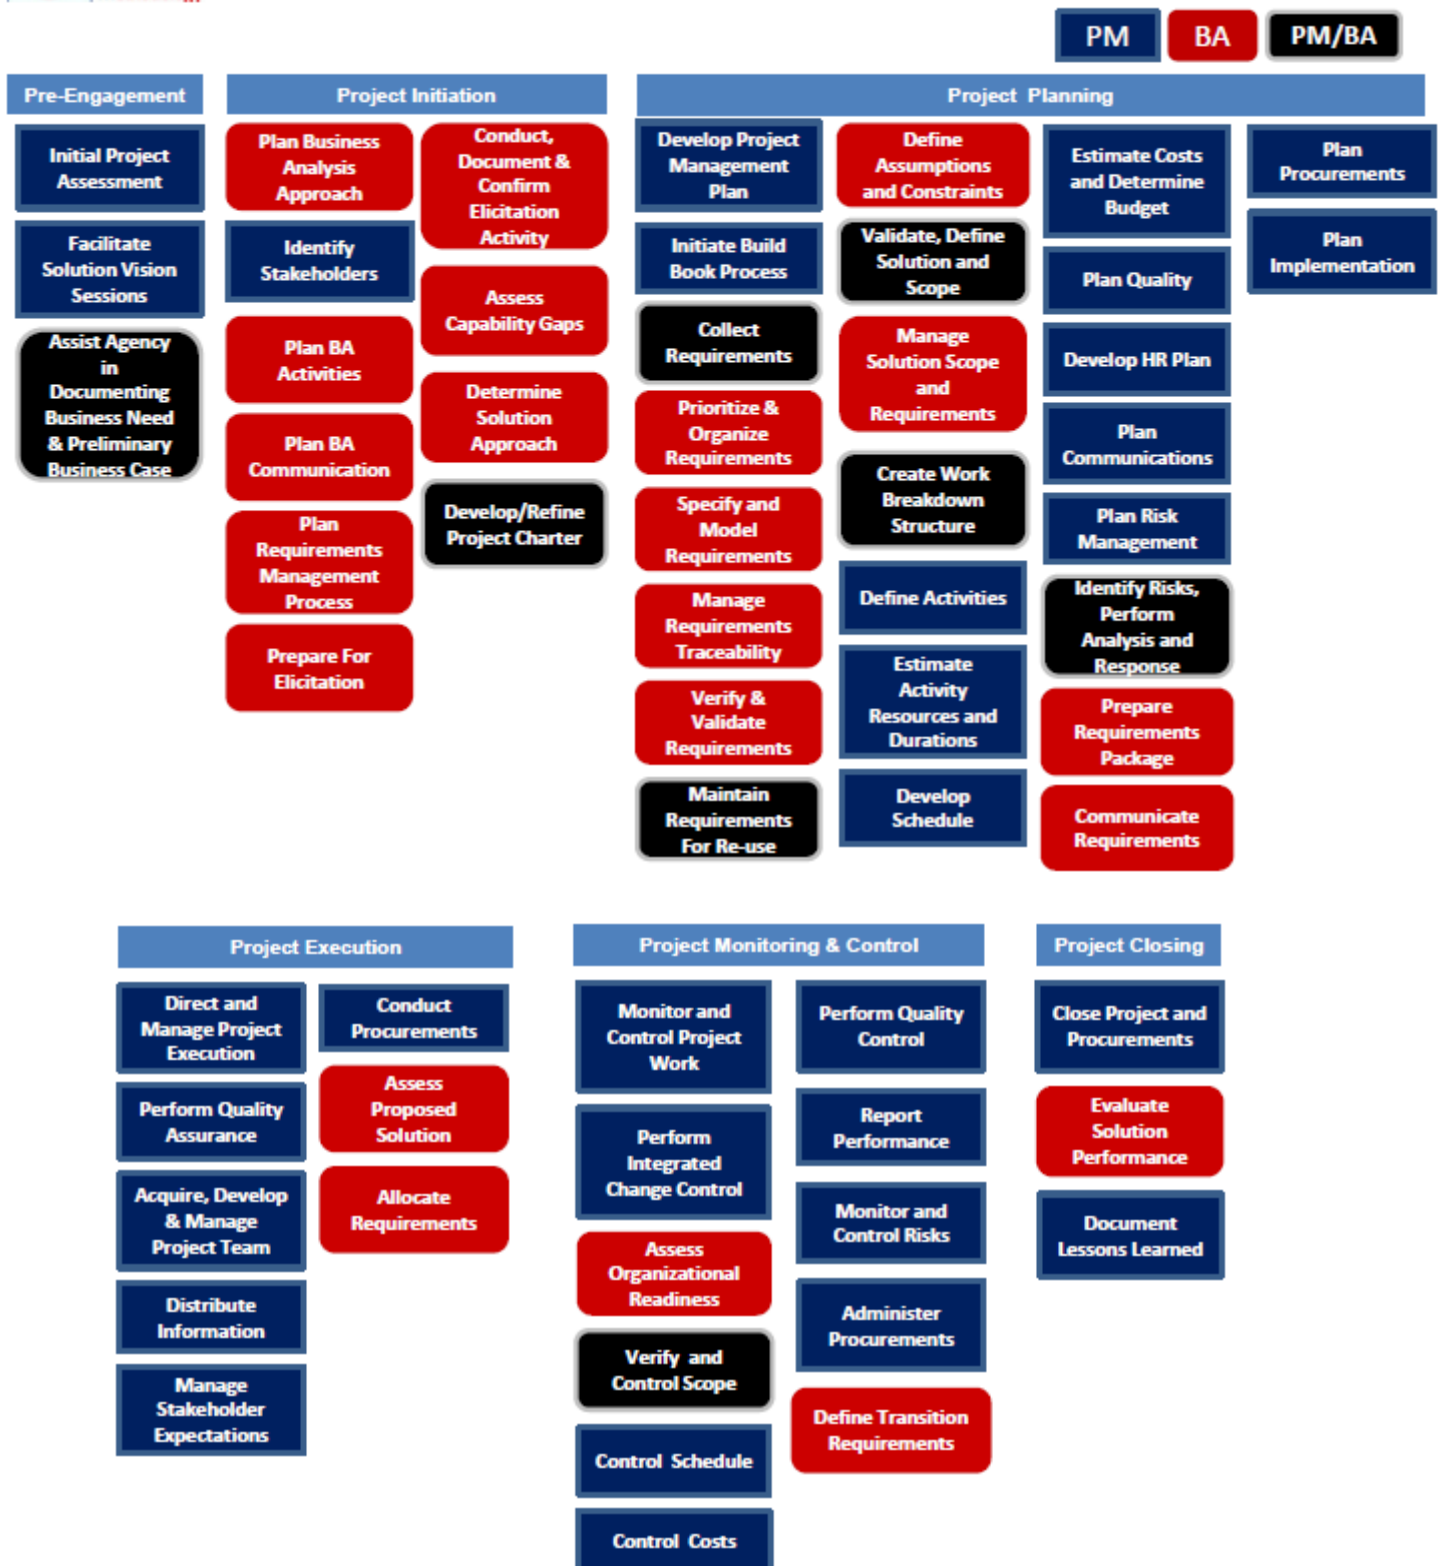 PM
BA
PM/BA
Pre-Engagement
Initial Project
Assessment
Facilitate
Solution Vision
Sessions
Assist Agency
in
Documenting
Business Need
& Preliminary
Business Case
Project Initiation
Plan Business
Analysis
Approach
Identify
Stakeholders
Plan BA
Activities
Plan BA
Communication
Plan
Requirements
Management
Process
Prepare For
Elicitation
Conduct,
Document &
Confirm
Elicitation
Activity
Assess
Capability Gaps
Determine
Solution
Approach
Develop/Refine
Project Charter
Project Planning
Develop Project
Management
Plan
Initiate Build
Book Process
Collect
Requirements
Prioritize &
Organize
Requirements
Specify and
Model
Requirements
Manage
Requirements
Traceability
Verify &
Validate
Requirements
Maintain
Requirements
For Re-use
Define
Assumptions
and Constraints
Validate, Define
Solution and
Scope
Manage
Solution Scope
and
Requirements
Create Work
Breakdown
Structure
Define Activities
Estimate
Activity
Resources and
Durations
Develop
Schedule
Estimate Costs
and Determine
Budget
Plan Quality
Develop HR Plan
Plan
Communications
Plan Risk
Management
Identify Risks,
Perform
Analysis and
Response
Prepare
Requirements
Package
Communicate
Requirements
Plan
Procurements
Plan
Implementation
Project Execution
Direct and
Manage Project
Execution
Perform Quality
Assurance
Acquire, Develop
& Manage
Project Team
Distribute
Information
Manage
Stakeholder
Expectations
Conduct
Procurements
Assess
Proposed
Solution
Allocate
Requirements
Project Monitoring & Control
Monitor and
Control Project
Work
Perform
Integrated
Change Control
Assess
Organizational
Readiness
Verify and
Control Scope
Control Schedule
Control Costs
Perform Quality
Control
Report
Performance
Monitor and
Control Risks
Administer
Procurements
Define Transition
Requirements
Project Closing
Close Project and
Procurements
Evaluate
Solution
Performance
Document
Lessons Learned